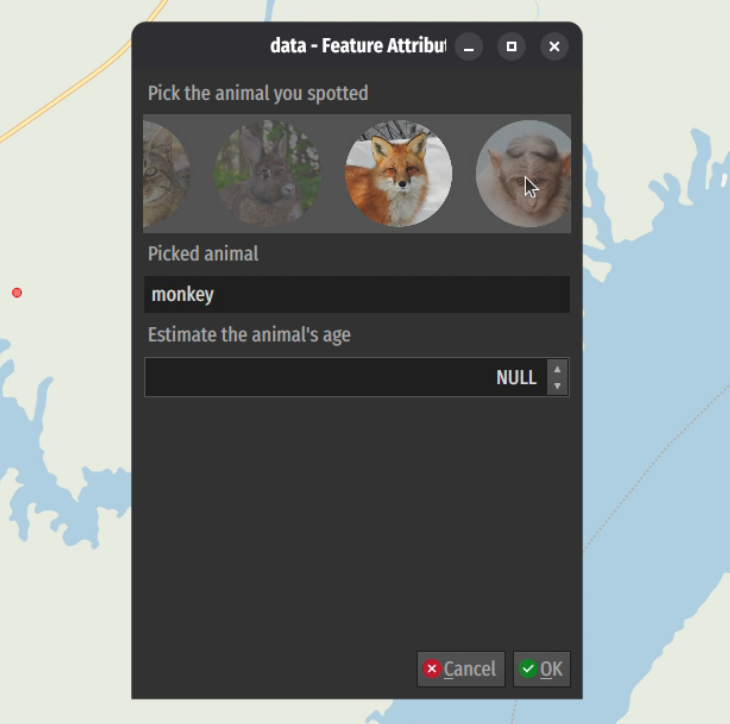 data - Feature Attribut
Pick the animal you spotted
Picked animal
monkey
Estimate the animal's age
NULL
Cancel
OK